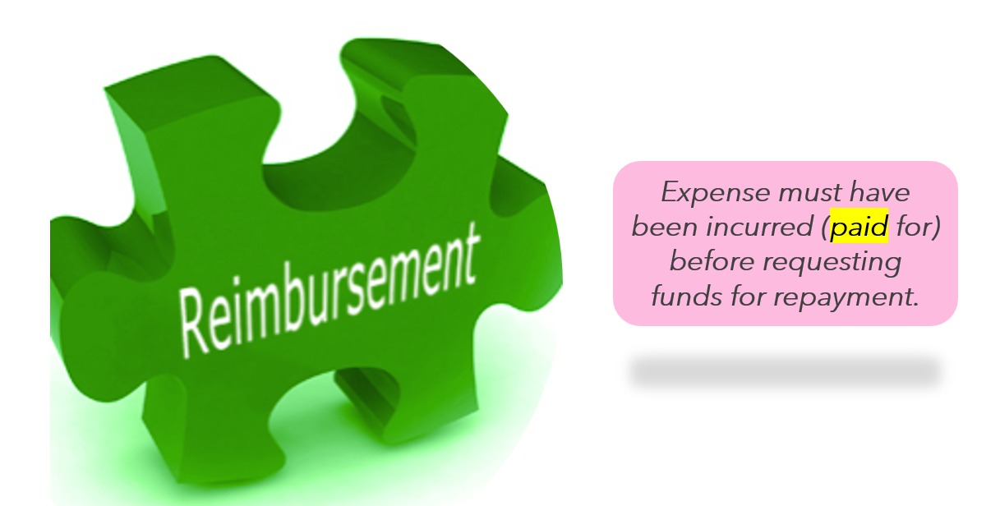 Reimbursement
Expense must have
been incurred (paid for)
before requesting
funds for repayment.